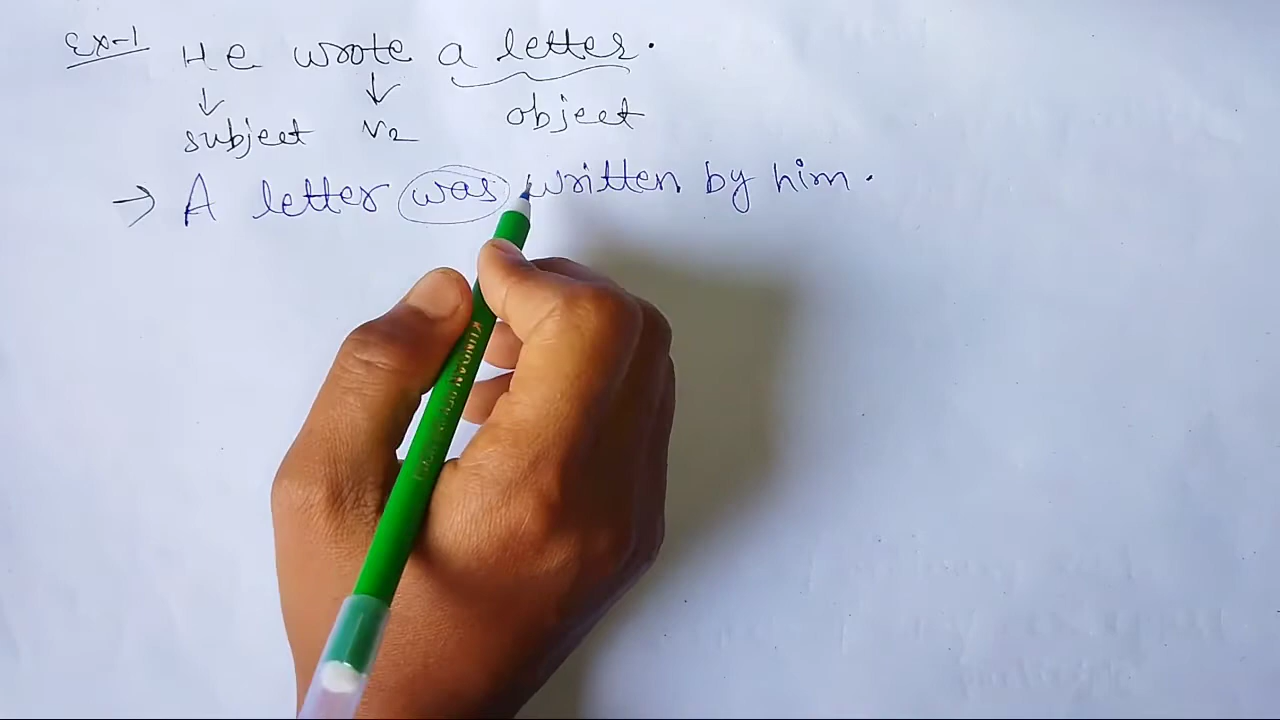 Ex-1 He wrote a letter.
subject V2 object
→ A letter was written by him.